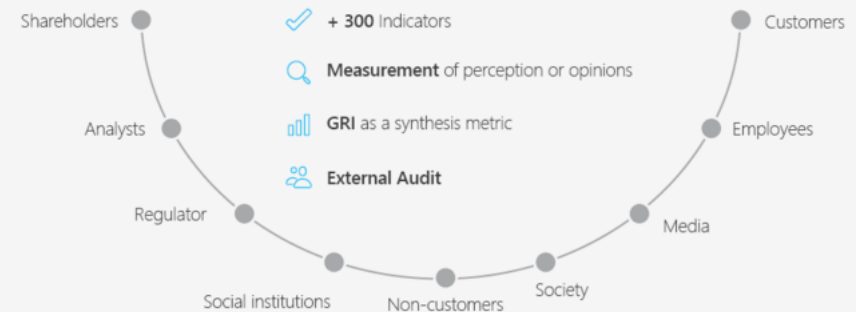 Shareholders
+ 300 Indicators
Customers
Measurement of perception or opinions
Analysts
GRI as a synthesis metric
Employees
External Audit
Regulator
Media
Social institutions
Non-customers
Society